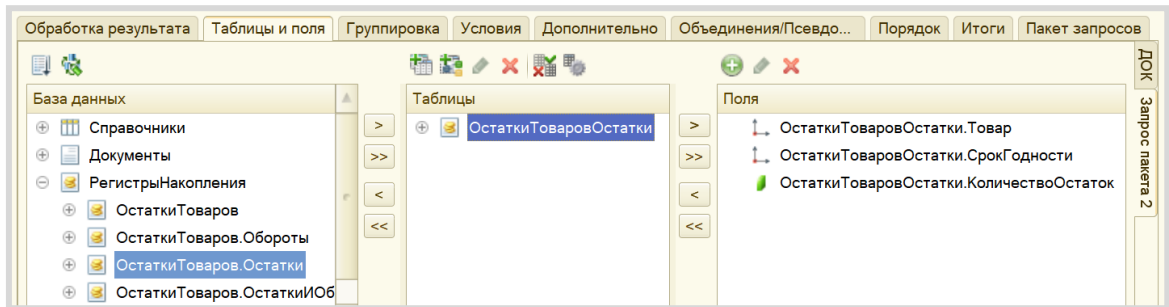 Обработка результата Таблицы и поля Группировка Условия Дополнительно Объединения/Псевдо... Порядок Итоги Пакет запросов
База данных
Справочники
Документы
РегистрыНакопления
ОстаткиТоваров
ОстаткиТоваров.Обороты
ОстаткиТоваров.Остатки
ОстаткиТоваров.ОстаткиИОб
>
>>
<
<<
Таблицы
ОстаткиТоваровОстатки
>
>>
<
<<
Поля
ОстаткиТоваровОстатки.Товар
ОстаткиТоваровОстатки.СрокГодности
ОстаткиТоваровОстатки.КоличествоОстаток
ДОК
Запрос пакета 2